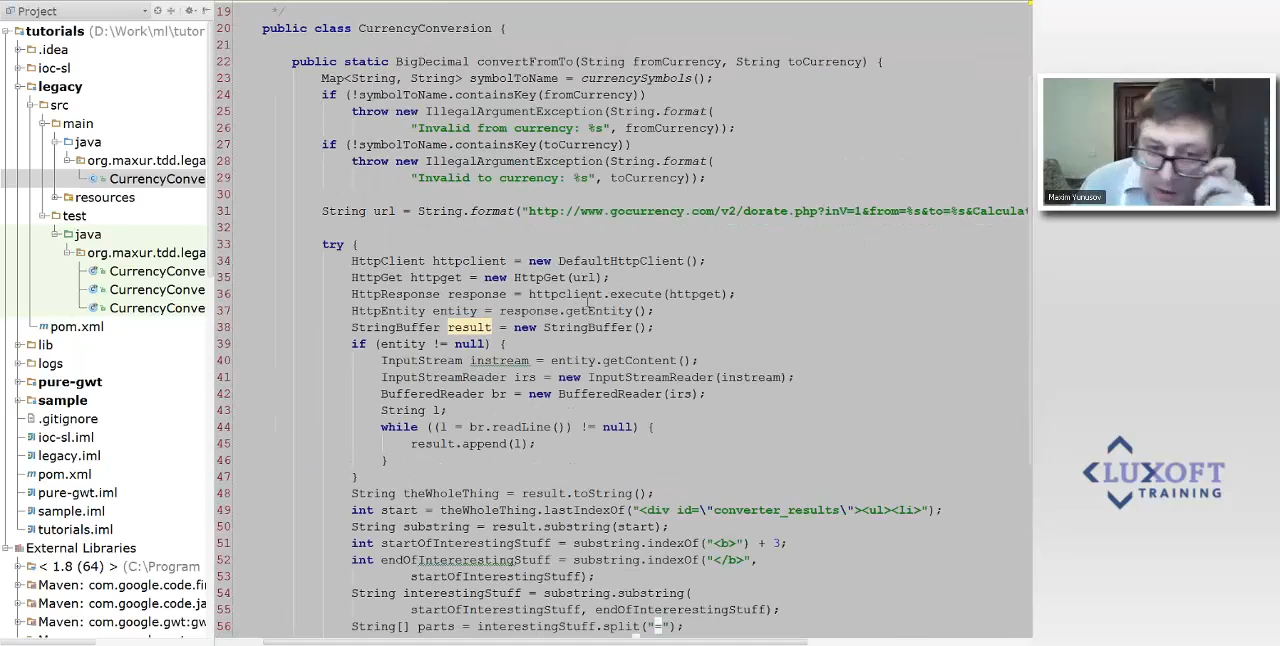 Project
tutorials (D:\Work\ml\tutor
.idea
ioc-sl
legacy
src
main
java
org.maxur.tdd.lega
CurrencyConve
resources
test
java
org.maxur.tdd.lega
CurrencyConve
CurrencyConve
CurrencyConve
pom.xml
lib
logs
pure-gwt
sample
.gitignore
ioc-sl.iml
legacy.iml
pom.xml
pure-gwt.iml
sample.iml
tutorials.iml
External Libraries
< 1.8 (64) > (C:\Program
Maven: com.google.code.fir
Maven: com.google.code.ja
Maven: com.google.gwt:gw
19 */
20 public class CurrencyConversion {
21
22 public static BigDecimal convertFromTo(String fromCurrency, String toCurrency) {
23 Map<String, String> symbolToName = currencySymbols();
24 if (!symbolToName.containsKey(fromCurrency))
25 throw new IllegalArgumentException(String.format(
26 "Invalid from currency: %s", fromCurrency));
27 if (!symbolToName.containsKey(toCurrency))
28 throw new IllegalArgumentException(String.format(
29 "Invalid to currency: %s", toCurrency));
30
31 String url = String.format("http://www.gocurrency.com/v2/dorate.php?inV=1&from=%s&to=%s&Calculat
32
33 try {
34 HttpClient httpclient = new DefaultHttpClient();
35 HttpGet httpget = new HttpGet(url);
36 HttpResponse response = httpclient.execute(httpget);
37 HttpEntity entity = response.getEntity();
38 StringBuffer result = new StringBuffer();
39 if (entity != null) {
40 InputStream instream = entity.getContent();
41 InputStreamReader irs = new InputStreamReader(instream);
42 BufferedReader br = new BufferedReader(irs);
43 String l;
44 while ((l = br.readLine()) != null) {
45 result.append(l);
46 }
47 }
48 String theWholeThing = result.toString();
49 int start = theWholeThing.lastIndexOf("<div id=\"converter_results\"><ul><li>");
50 String substring = result.substring(start);
51 int startOfInterestingStuff = substring.indexOf("<b>") + 3;
52 int endOfIntererestingStuff = substring.indexOf("</b>",
53 startOfInterestingStuff);
54 String interestingStuff = substring.substring(
55 startOfInterestingStuff, endOfIntererestingStuff);
56 String[] parts = interestingStuff.split("=");
Maxim Yunusov
LUXOFT
TRAINING